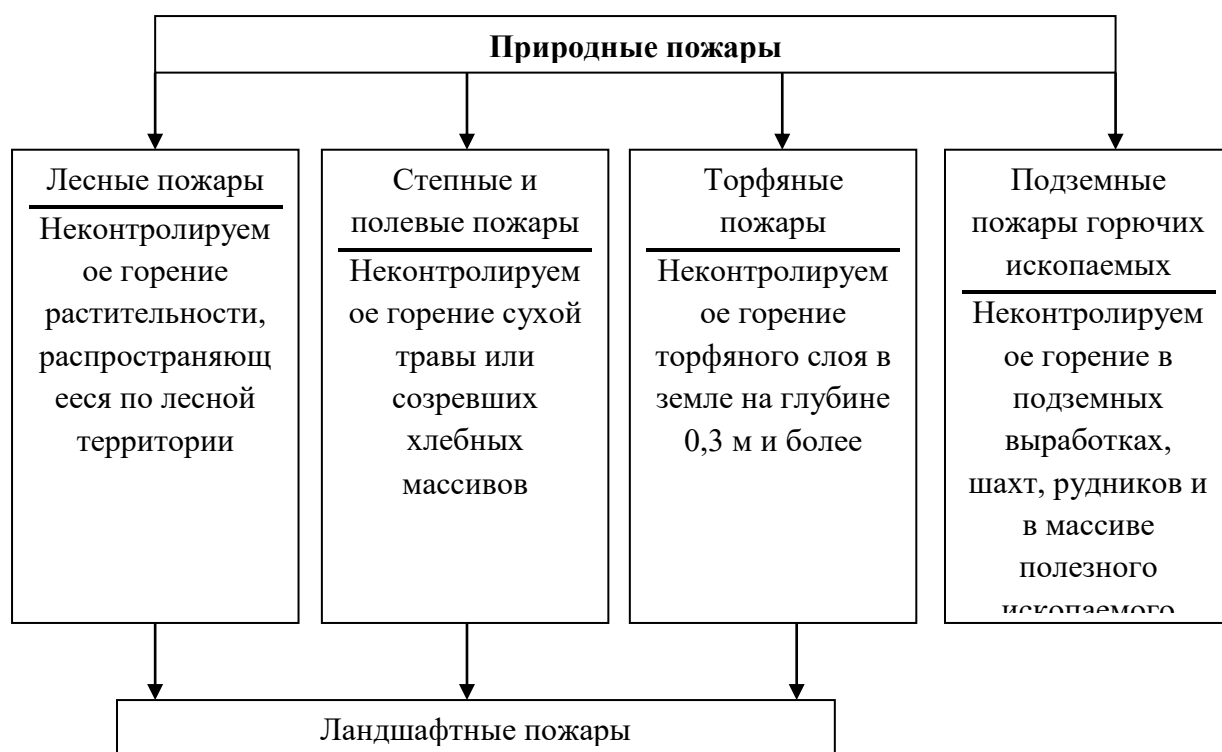 Природные пожары
Лесные пожары
Неконтролируем
ое горение
растительности,
распространяющ
ееся по лесной
территории
Степные и
полевые пожары
Неконтролируем
ое горение сухой
травы или
созревших
хлебных
массивов
Торфяные
пожары
Неконтролируем
ое горение
торфяного слоя в
земле на глубине
0,3 м и более
Подземные
пожары горючих
ископаемых
Неконтролируем
ое горение в
подземных
выработках,
шахт, рудников и
в массиве
полезного
ископаемого
Ландшафтные пожары